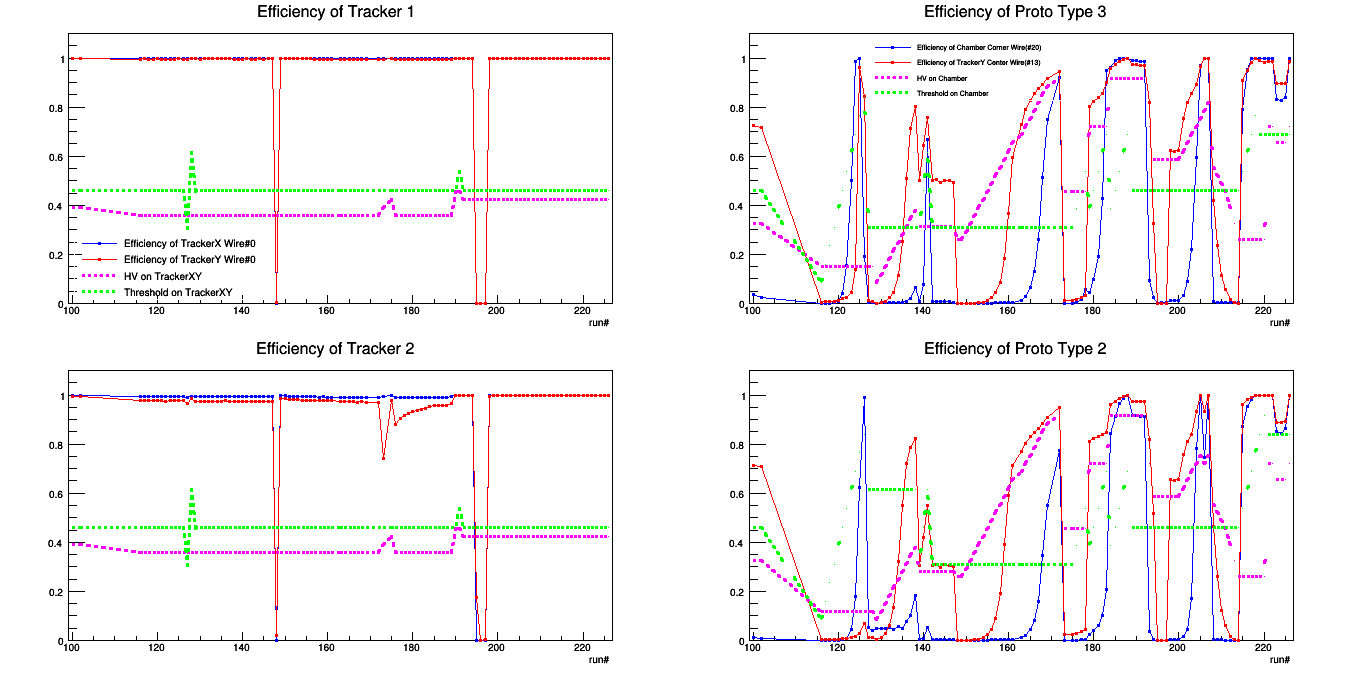 Efficiency of Tracker 1
1
0.8
0.6
0.4
0.2
0
Efficiency of TrackerX Wire#0
Efficiency of TrackerY Wire#0
HV on TrackerXY
Threshold on TrackerXY
100 120 140 160 180 200 220
run#
Efficiency of Proto Type 3
1
0.8
0.6
0.4
0.2
0
Efficiency of Chamber Corner Wire(#20)
Efficiency of TrackerY Center Wire(#13)
HV on Chamber
Threshold on Chamber
100 120 140 160 180 200 220
run#
Efficiency of Tracker 2
1
0.8
0.6
0.4
0.2
0
100 120 140 160 180 200 220
run#
Efficiency of Proto Type 2
1
0.8
0.6
0.4
0.2
0
100 120 140 160 180 200 220
run#